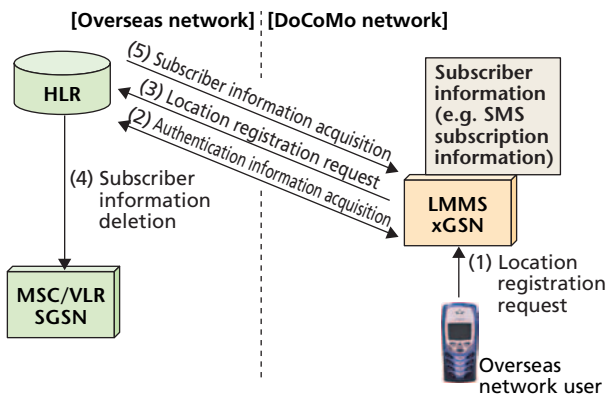 [Overseas network] [DoCoMo network]
HLR
(5) Subscriber information acquisition
(3) Location registration request
(2) Authentication information acquisition
Subscriber
information
(e.g. SMS
subscription
information)
(4) Subscriber
information
deletion
LMMS
xGSN
MSC/VLR
SGSN
(1) Location
registration
request
Overseas
network user